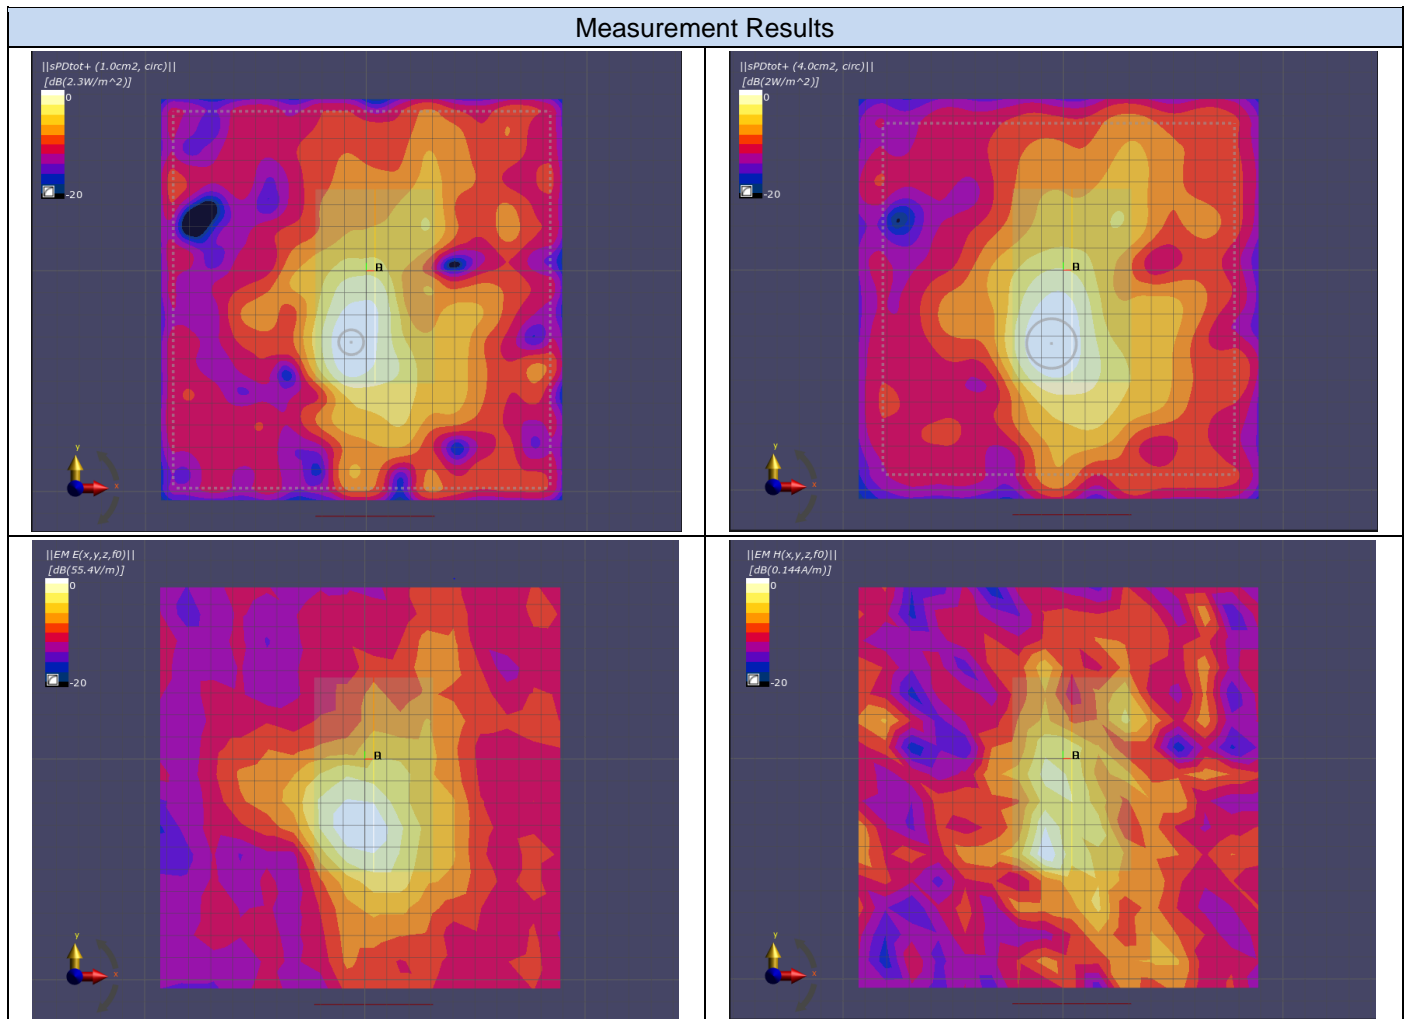 Measurement Results
||sPDtot+ (1.0cm2, circ)||
[dB(2.3W/m^2)]
0
-20
y
x
||sPDtot+ (4.0cm2, circ)||
[dB(2W/m^2)]
0
-20
y
x
||EM E(x,y,z,f0)||
[dB(55.4V/m)]
0
-20
y
x
||EM H(x,y,z,f0)||
[dB(0.144A/m)]
0
-20
y
x